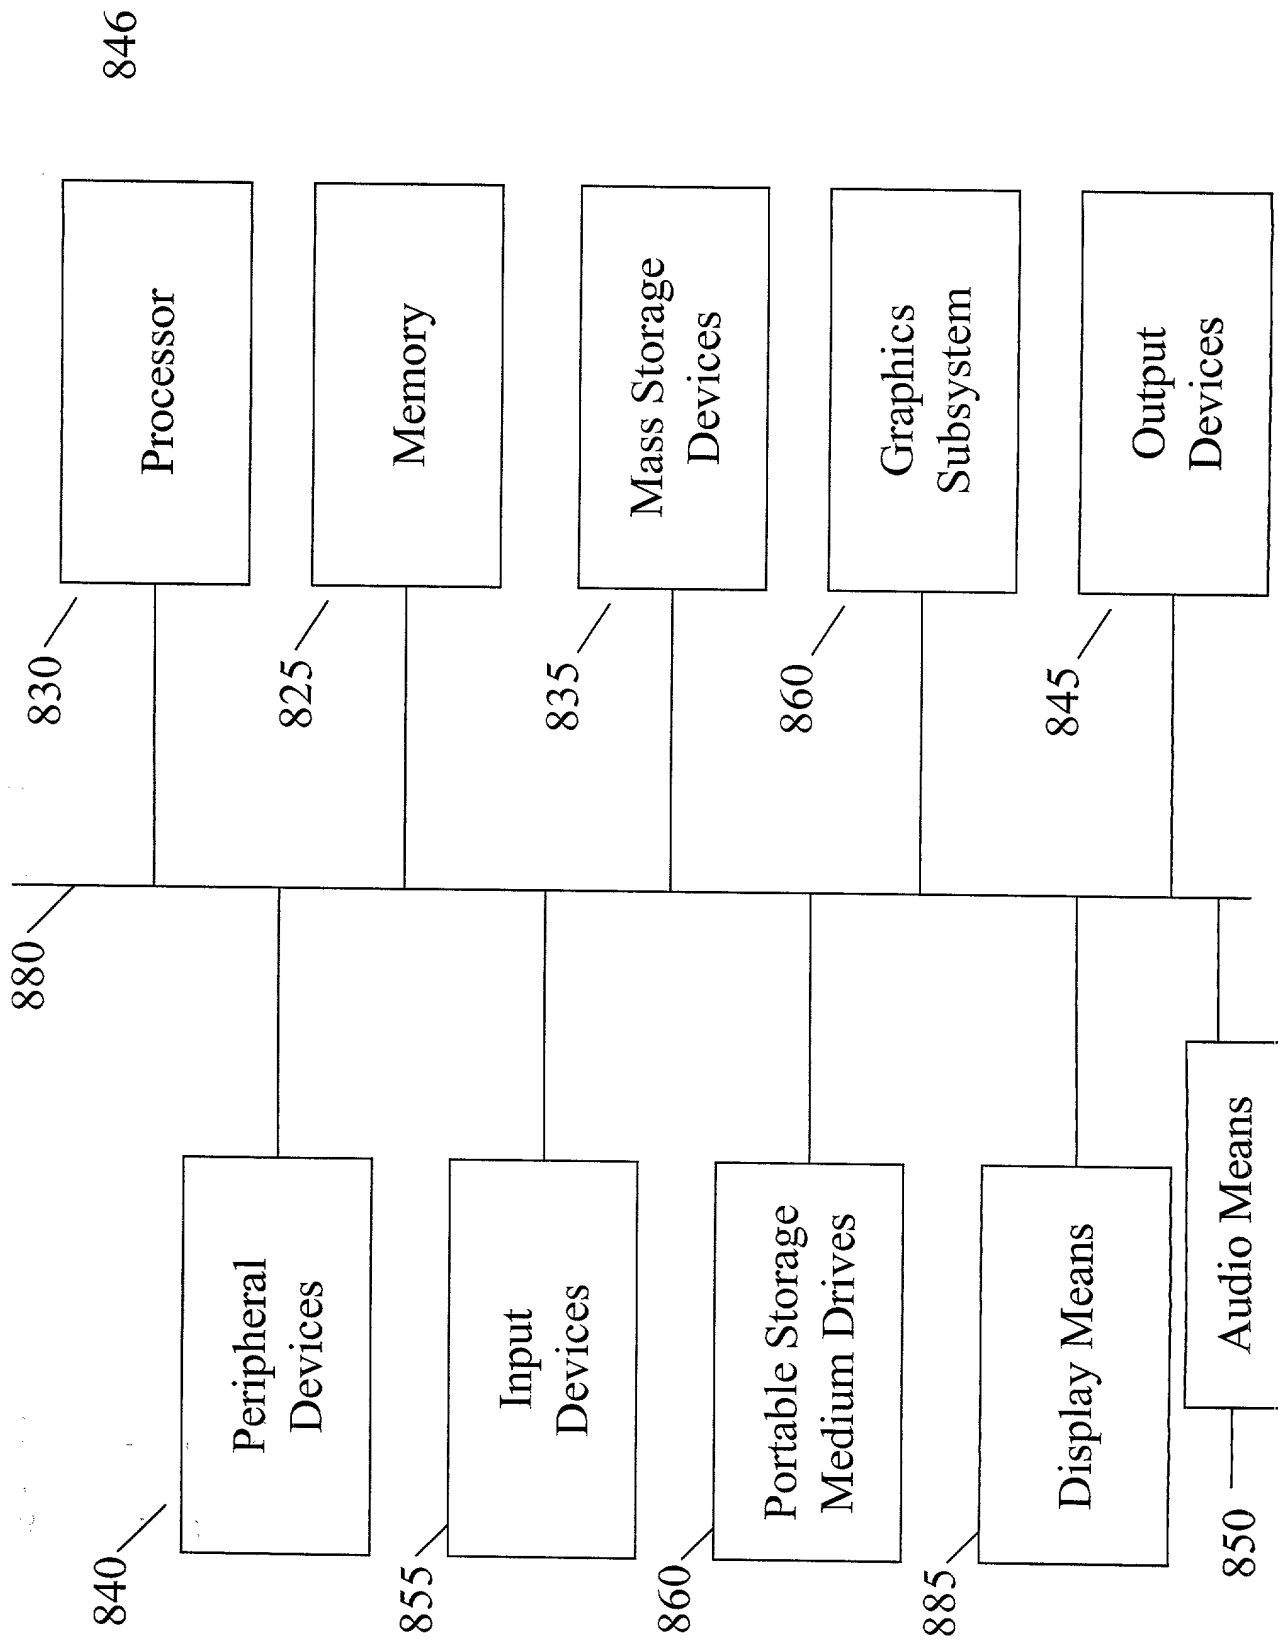 846
830
Processor
825
Memory
835
Mass Storage
Devices
860
Graphics
Subsystem
845
Output
Devices
880
840
Peripheral
Devices
855
Input
Devices
860
Portable Storage
Medium Drives
885
Display Means
850
Audio Means